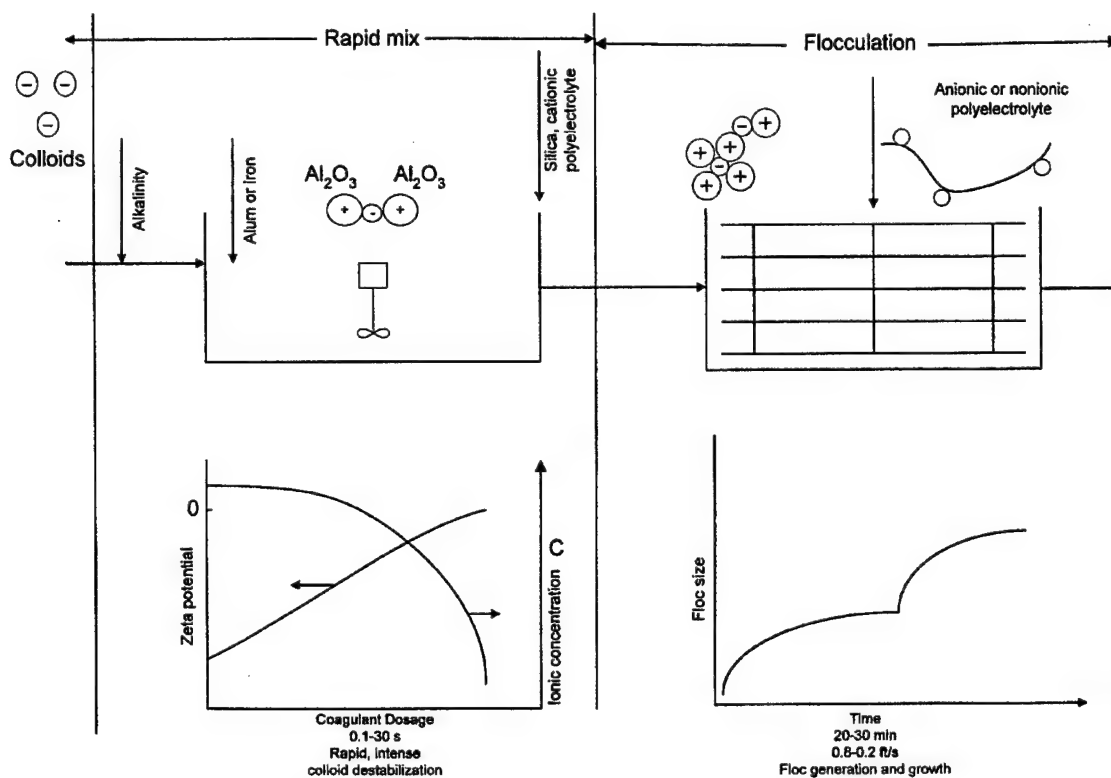 Rapid mix
Flocculation
Colloids
Alkalinity
Alum or iron
Al₂O₃ Al₂O₃
+ - +
Silica, cationic
polyelectrolyte
Anionic or nonionic
polyelectrolyte
0
Zeta potential
Ionic concentration C
Coagulant Dosage
0.1-30 s
Rapid, intense
colloid destabilization
Floc size
Time
20-30 min
0.8-0.2 ft/s
Floc generation and growth